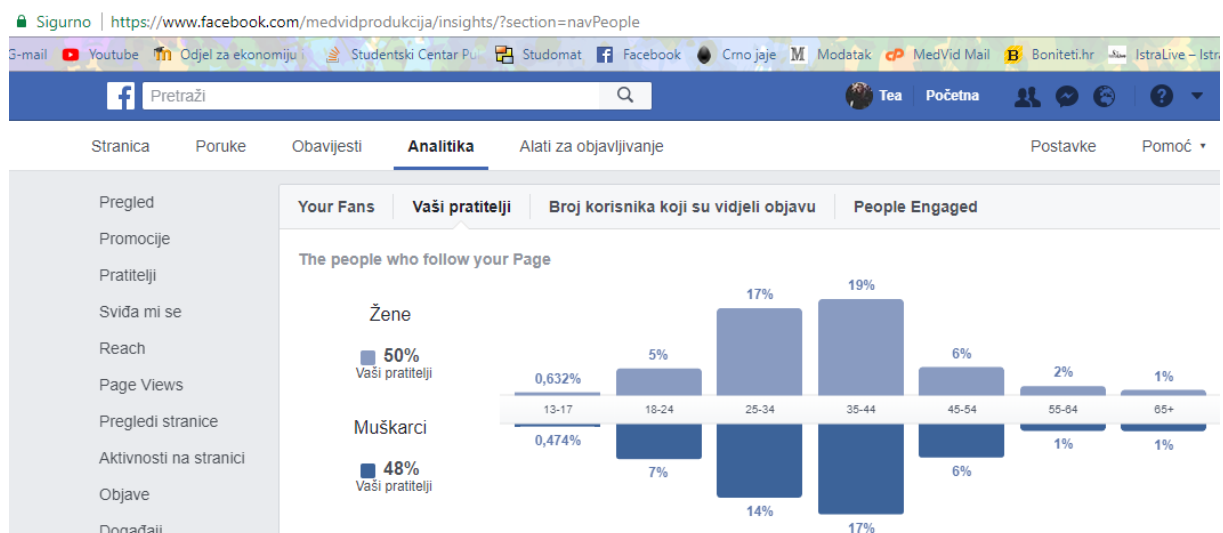 Sigurno | https://www.facebook.com/medvidprodukcija/insights/?section=navPeople
G-mail Youtube Odjel za ekonomiju i Studentski Centar Pu Studomat Facebook Crno jaje Modatak MedVid Mail Boniteti.hr IstraLive – Istra
Pretraži Tea Početna
Stranica Poruke Obavijesti Analitika Alati za objavljivanje Postavke Pomoć
Pregled
Promocije
Pratitelji
Sviđa mi se
Reach
Page Views
Pregledi stranice
Aktivnosti na stranici
Objave
Događaji
Your Fans Vaši pratitelji Broj korisnika koji su vidjeli objavu People Engaged
The people who follow your Page
Žene
50%
Vaši pratitelji
0,632% 5% 17% 19% 6% 2% 1%
13-17 18-24 25-34 35-44 45-54 55-64 65+
Muškarci
48%
Vaši pratitelji
0,474% 7% 14% 17% 6% 1% 1%